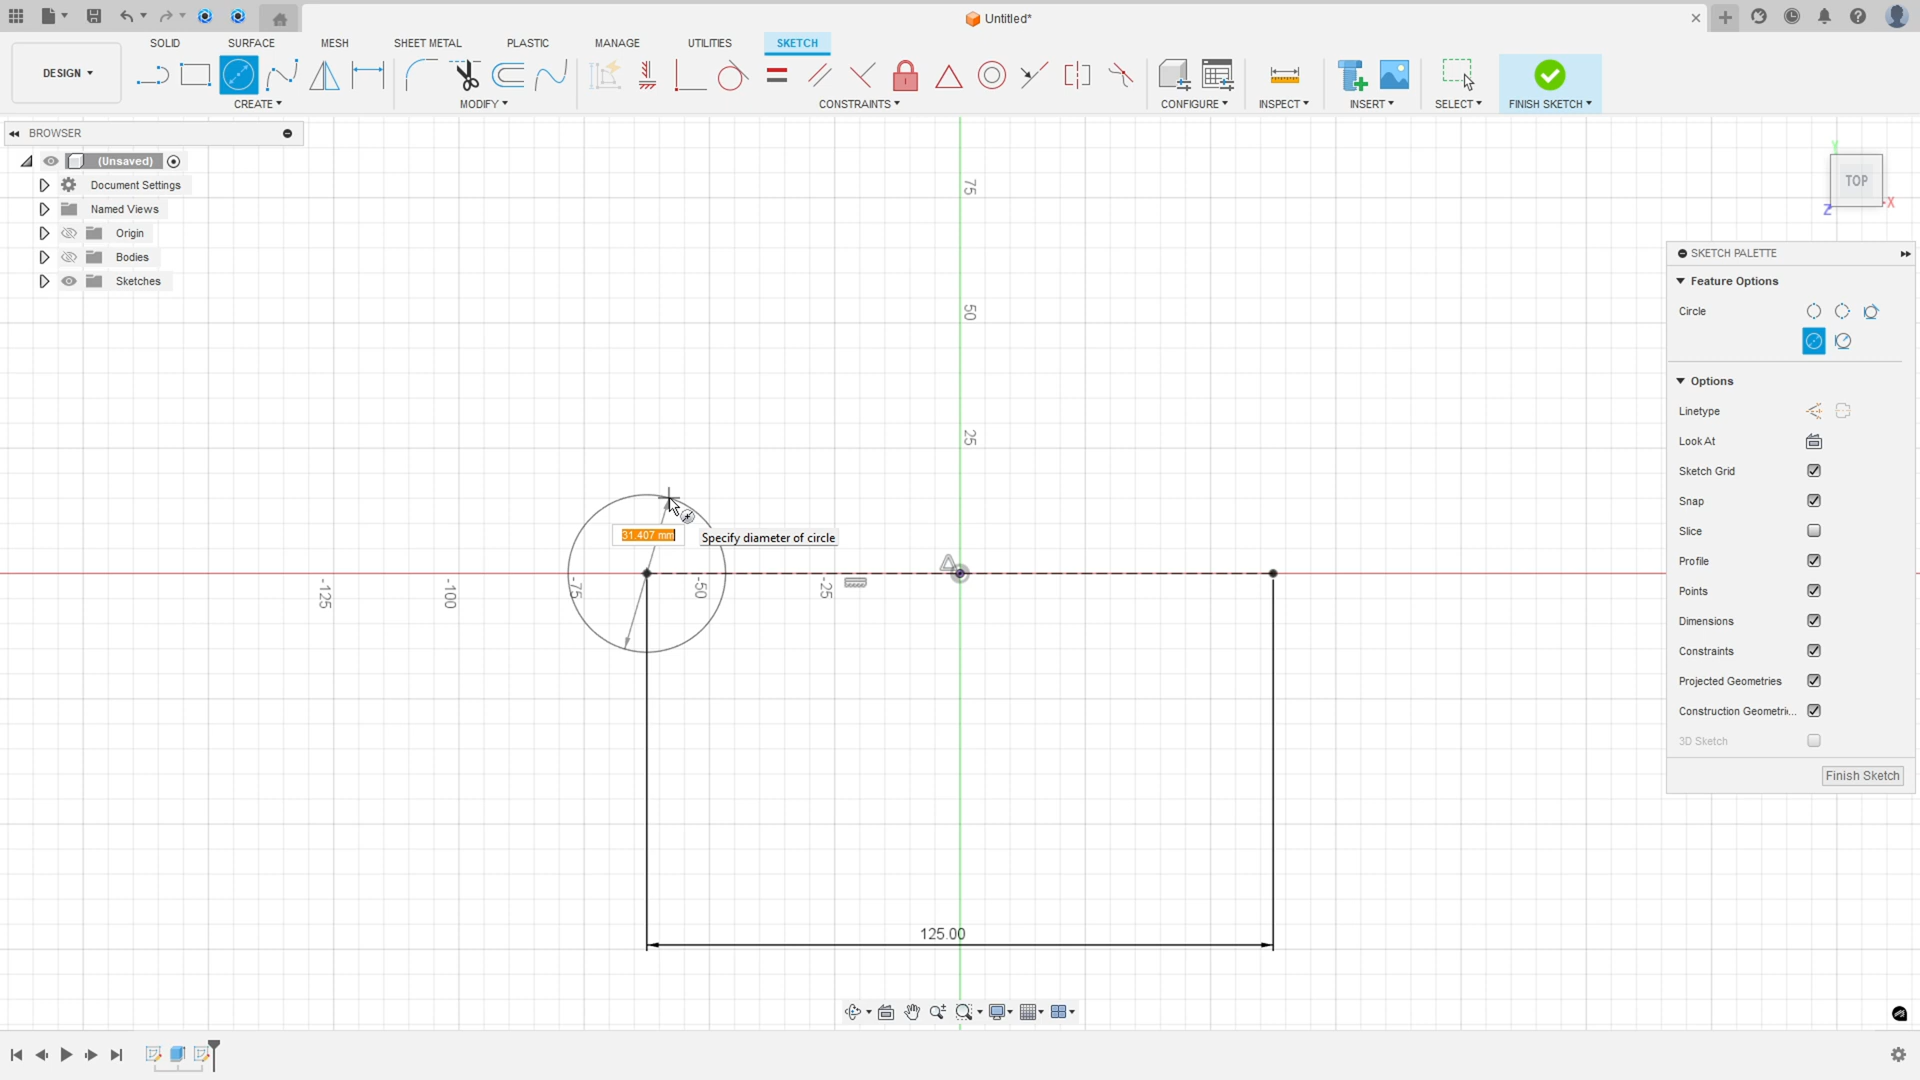 Untitled*
SOLID SURFACE MESH SHEET METAL PLASTIC MANAGE UTILITIES SKETCH
DESIGN
CREATE MODIFY CONSTRAINTS CONFIGURE INSPECT INSERT SELECT FINISH SKETCH
BROWSER
(Unsaved)
Document Settings
Named Views
Origin
Bodies
Sketches
75
50
25
-125
-100
-75
-50
-25
31.407 mm
Specify diameter of circle
125.00
Y
TOP
X
Z
SKETCH PALETTE
Feature Options
Circle
Options
Linetype
Look At
Sketch Grid
Snap
Slice
Profile
Points
Dimensions
Constraints
Projected Geometries
Construction Geometri...
3D Sketch
Finish Sketch